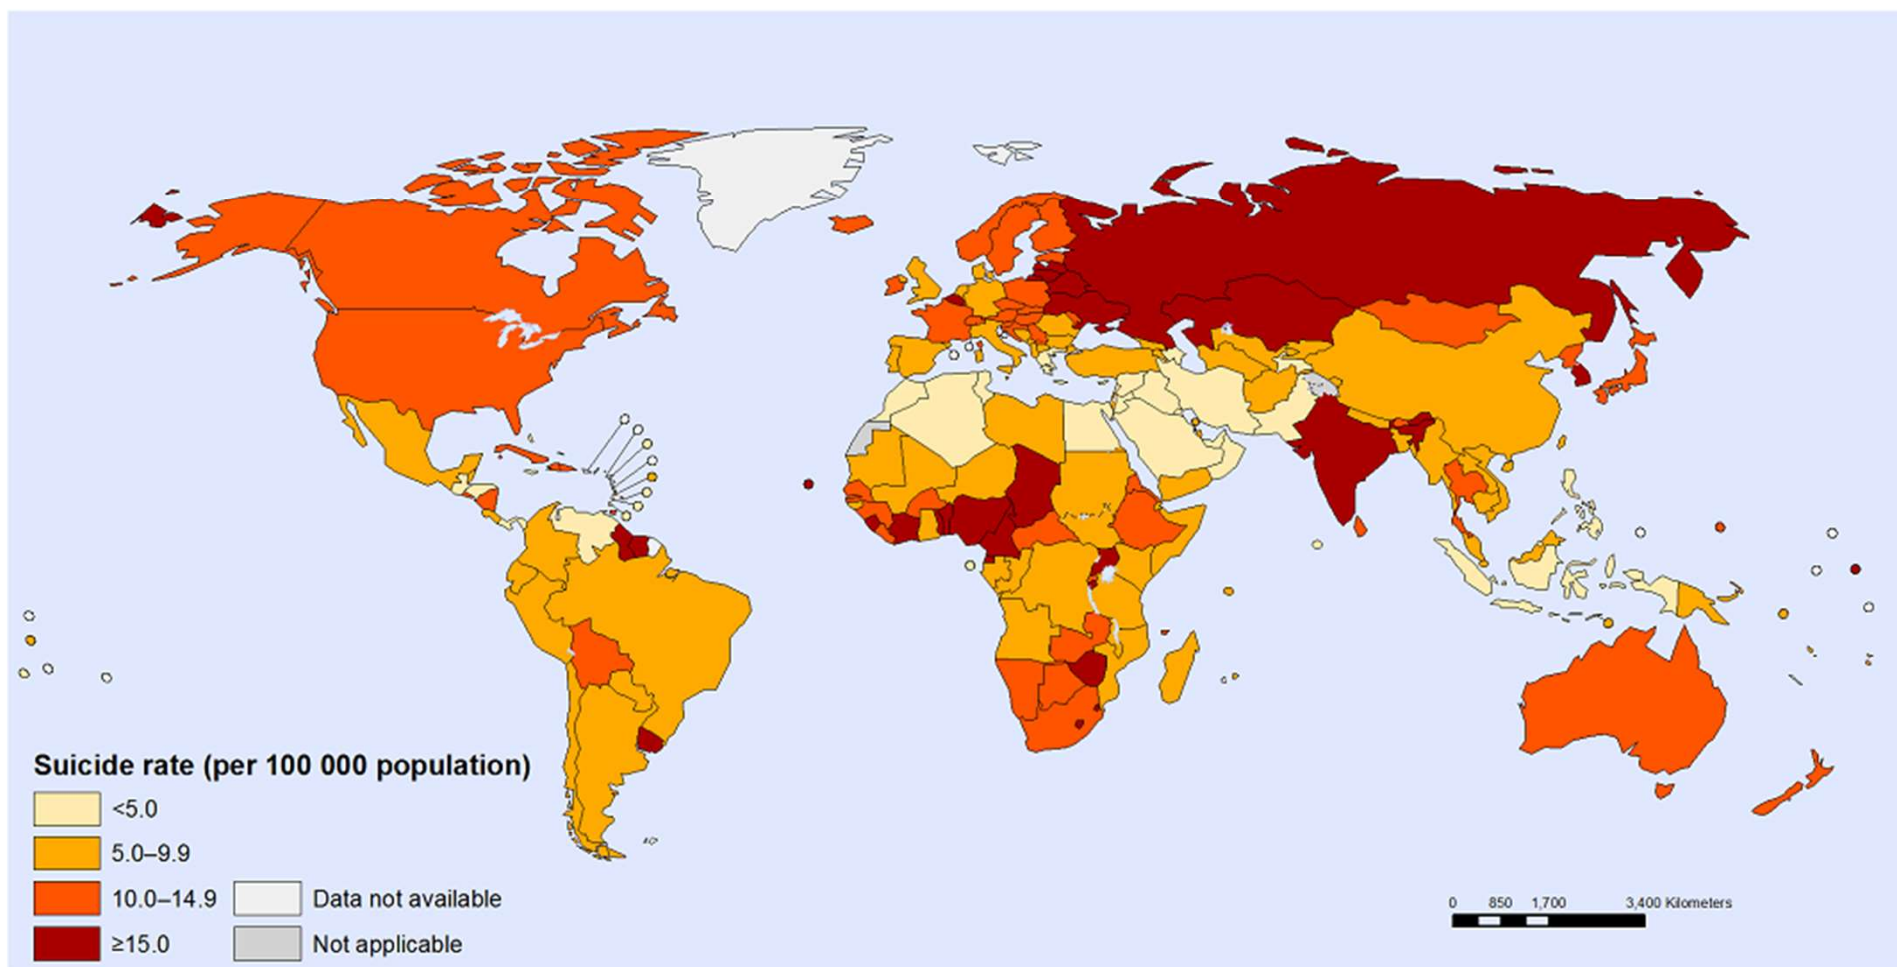 Suicide rate (per 100 000 population)
<5.0
5.0–9.9
10.0–14.9
≥15.0
Data not available
Not applicable
0 850 1,700 3,400 Kilometers